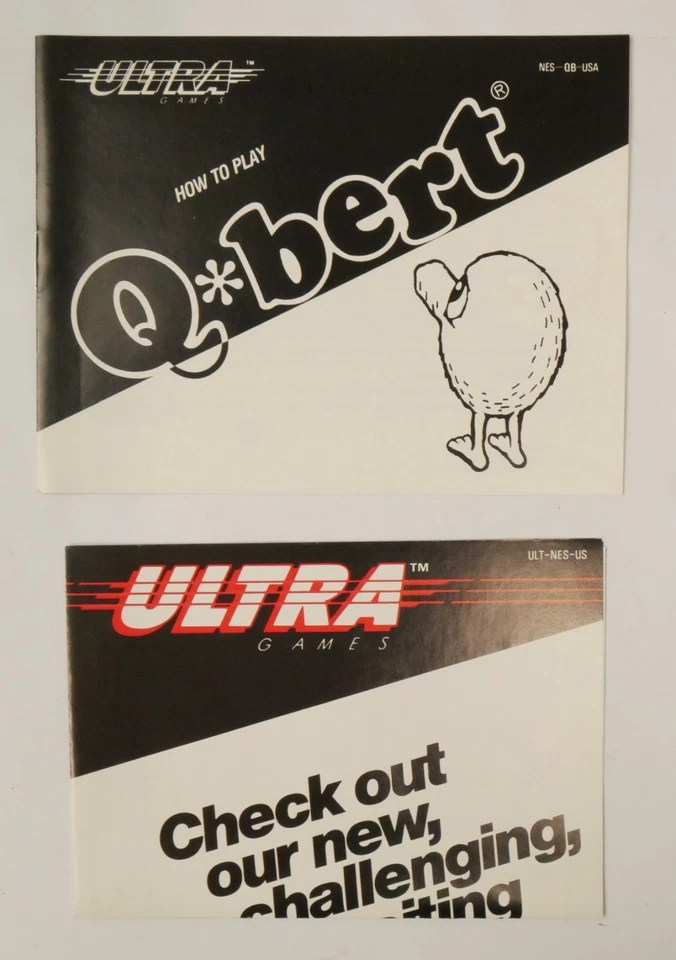 ULTRA™
GAMES
NES-QB-USA
HOW TO PLAY
Q*bert®
ULTRA™
GAMES
ULT-NES-US
Check out
our new,
challenging,